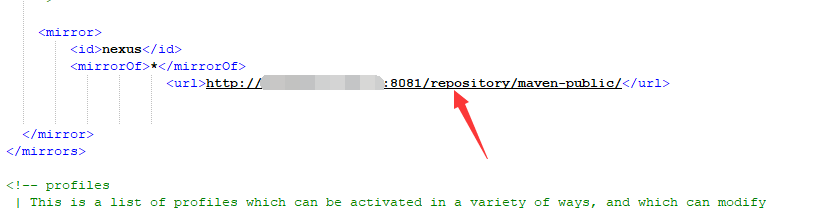 <mirror>
<id>nexus</id>
<mirrorOf>*</mirrorOf>
<url>http:// :8081/repository/maven-public/</url>
</mirror>
</mirrors>
<!-- profiles
| This is a list of profiles which can be activated in a variety of ways, and which can modify